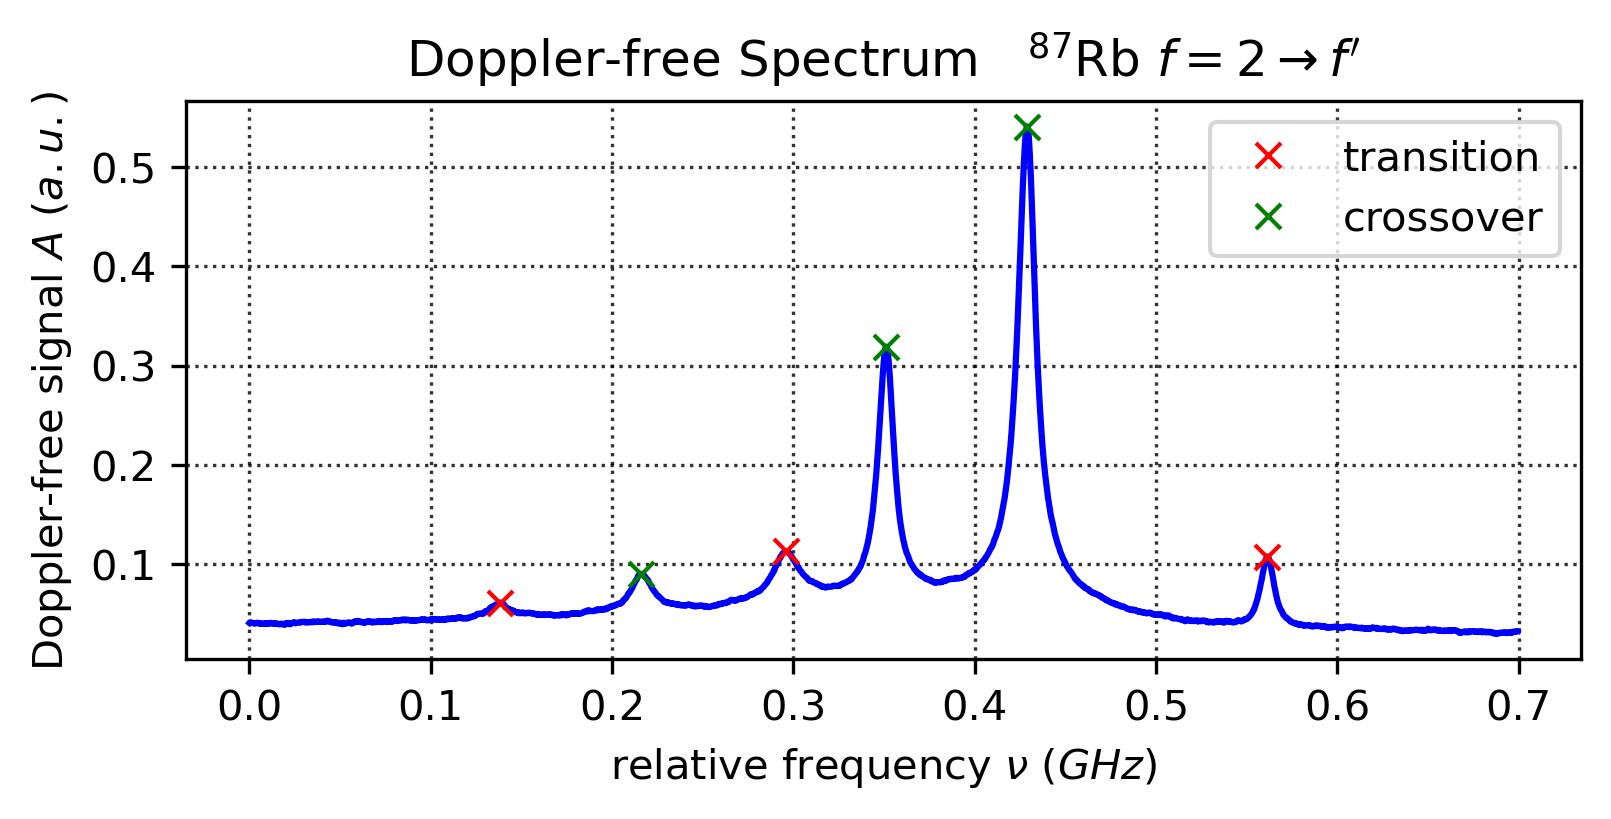 Doppler-free Spectrum ⁸⁷Rb f = 2 → f′
Doppler-free signal A (a.u.)
0.5
0.4
0.3
0.2
0.1
transition
crossover
0.0 0.1 0.2 0.3 0.4 0.5 0.6 0.7
relative frequency ν (GHz)